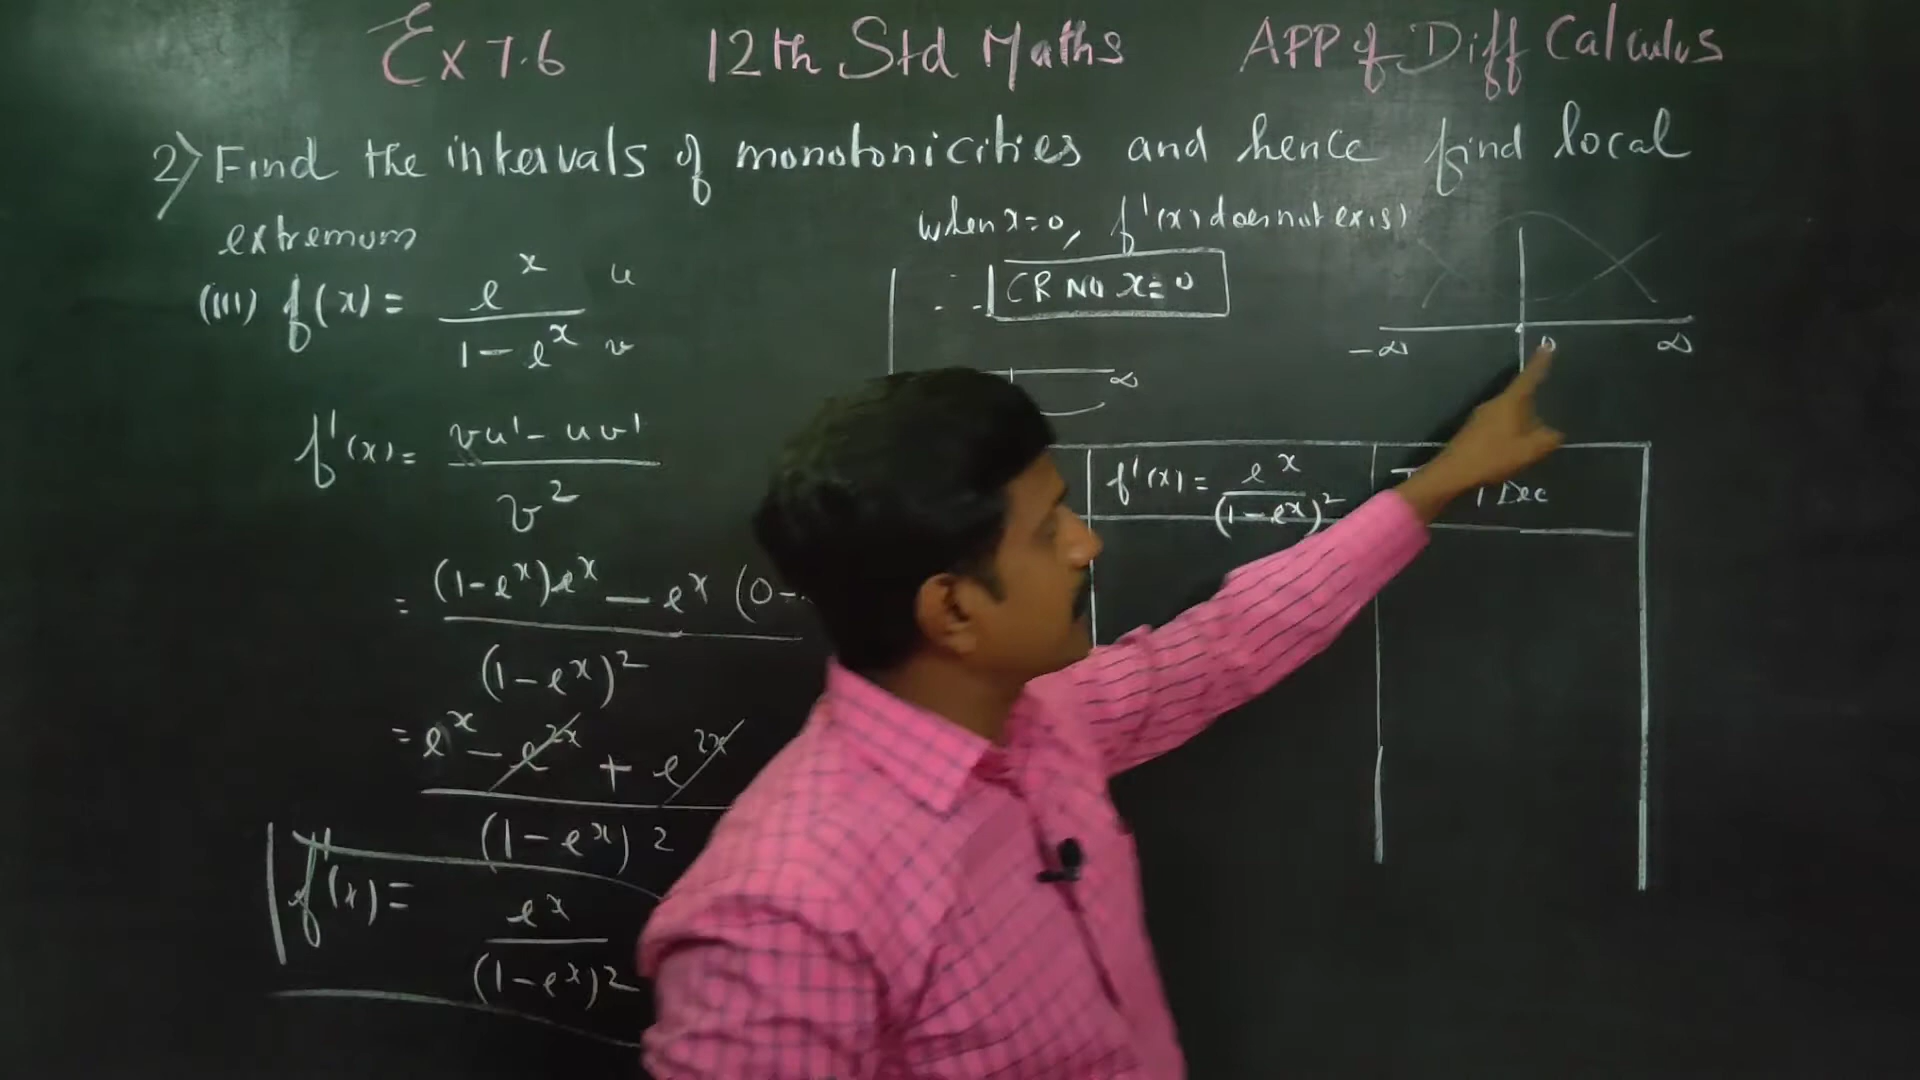 Ex 7.6 12th Std Maths APP of Diff Calculus
2) Find the intervals of monotonicities and hence find local
extremum
(iii) f(x) = e^x / (1 - e^x) u v
f'(x) = (vu' - uv') / v^2
= ((1-e^x)e^x - e^x (0-
(1-e^x)^2
= e^x - e^2x + e^2x
(1-e^x)^2
f'(x) = e^x / (1-e^x)^2
when x=0, f'(x) does not exis)
∴ CR NO x=0
∞
-∞ 0 ∞
f'(x) = e^x / (1-e^x)^2
/ Dec